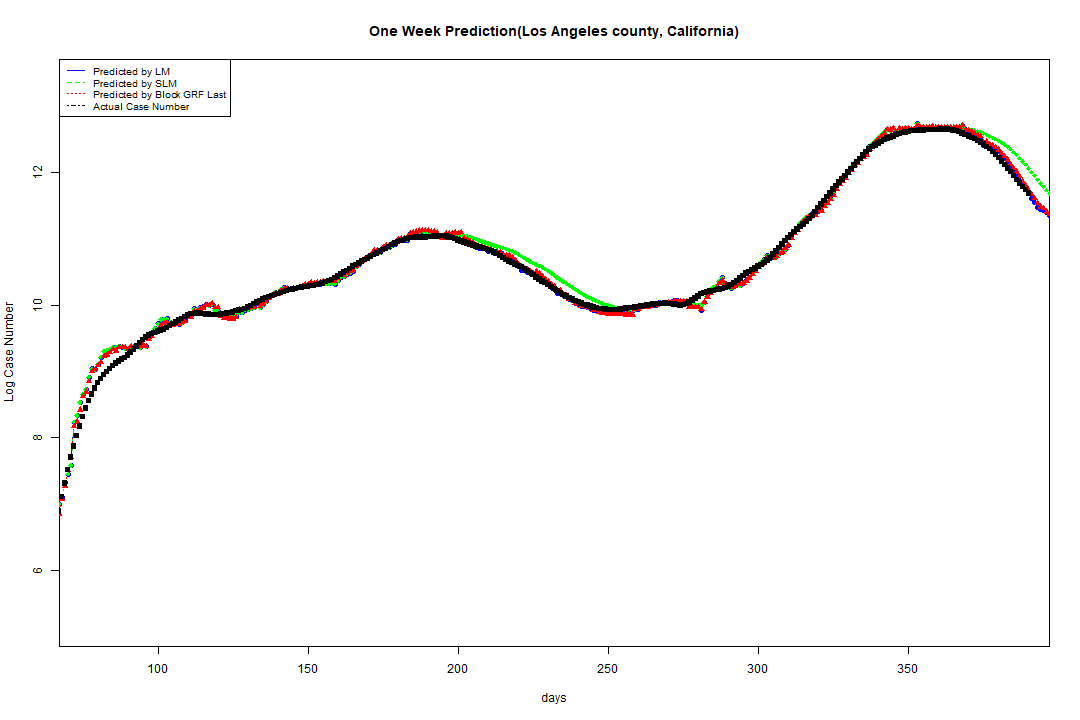 One Week Prediction(Los Angeles county, California)
Predicted by LM
Predicted by SLM
Predicted by Block GRF Last
Actual Case Number
Log Case Number
12
10
8
6
100 150 200 250 300 350
days